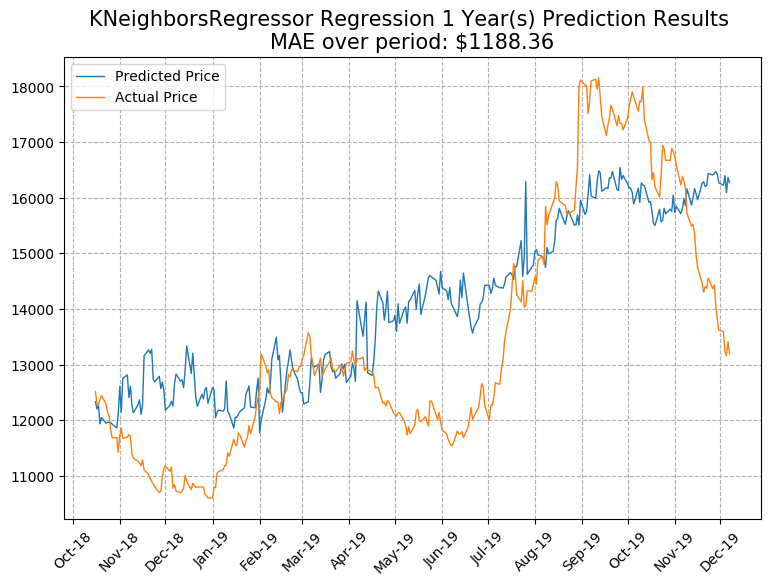 KNeighborsRegressor Regression 1 Year(s) Prediction Results
MAE over period: $1188.36
Predicted Price
Actual Price
18000
17000
16000
15000
14000
13000
12000
11000
Oct-18
Nov-18
Dec-18
Jan-19
Feb-19
Mar-19
Apr-19
May-19
Jun-19
Jul-19
Aug-19
Sep-19
Oct-19
Nov-19
Dec-19